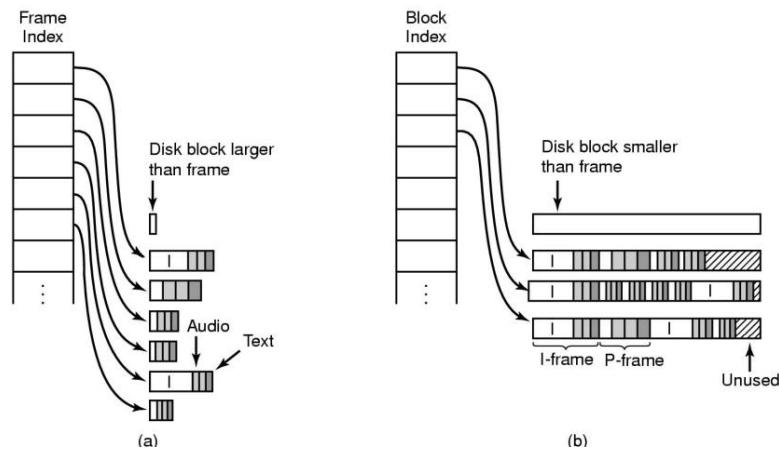 Frame
Index
Disk block larger
than frame
I
Audio
Text
I
(a)
Block
Index
Disk block smaller
than frame
I
I
I
I
I
I-frame
P-frame
Unused
(b)